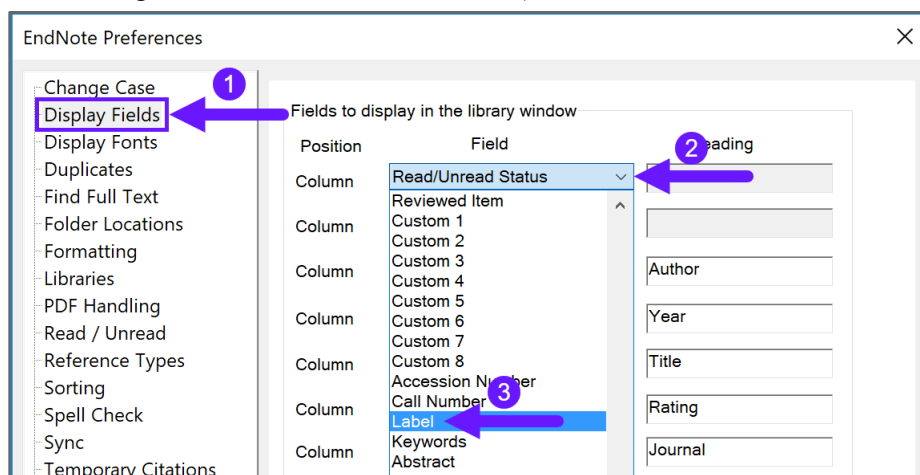 EndNote Preferences
Change Case
1
Display Fields
Display Fonts
Duplicates
Find Full Text
Folder Locations
Formatting
Libraries
PDF Handling
Read / Unread
Reference Types
Sorting
Spell Check
Sync
Temporary Citations
Fields to display in the library window
Position Field 2 eading
Column Read/Unread Status
Reviewed Item
Custom 1
Column Custom 2
Custom 3
Column Custom 4 Author
Custom 5
Column Custom 6 Year
Custom 7
Column Custom 8 Title
Accession Number
3
Column Call Number Rating
Label
Column Keywords Journal
Abstract